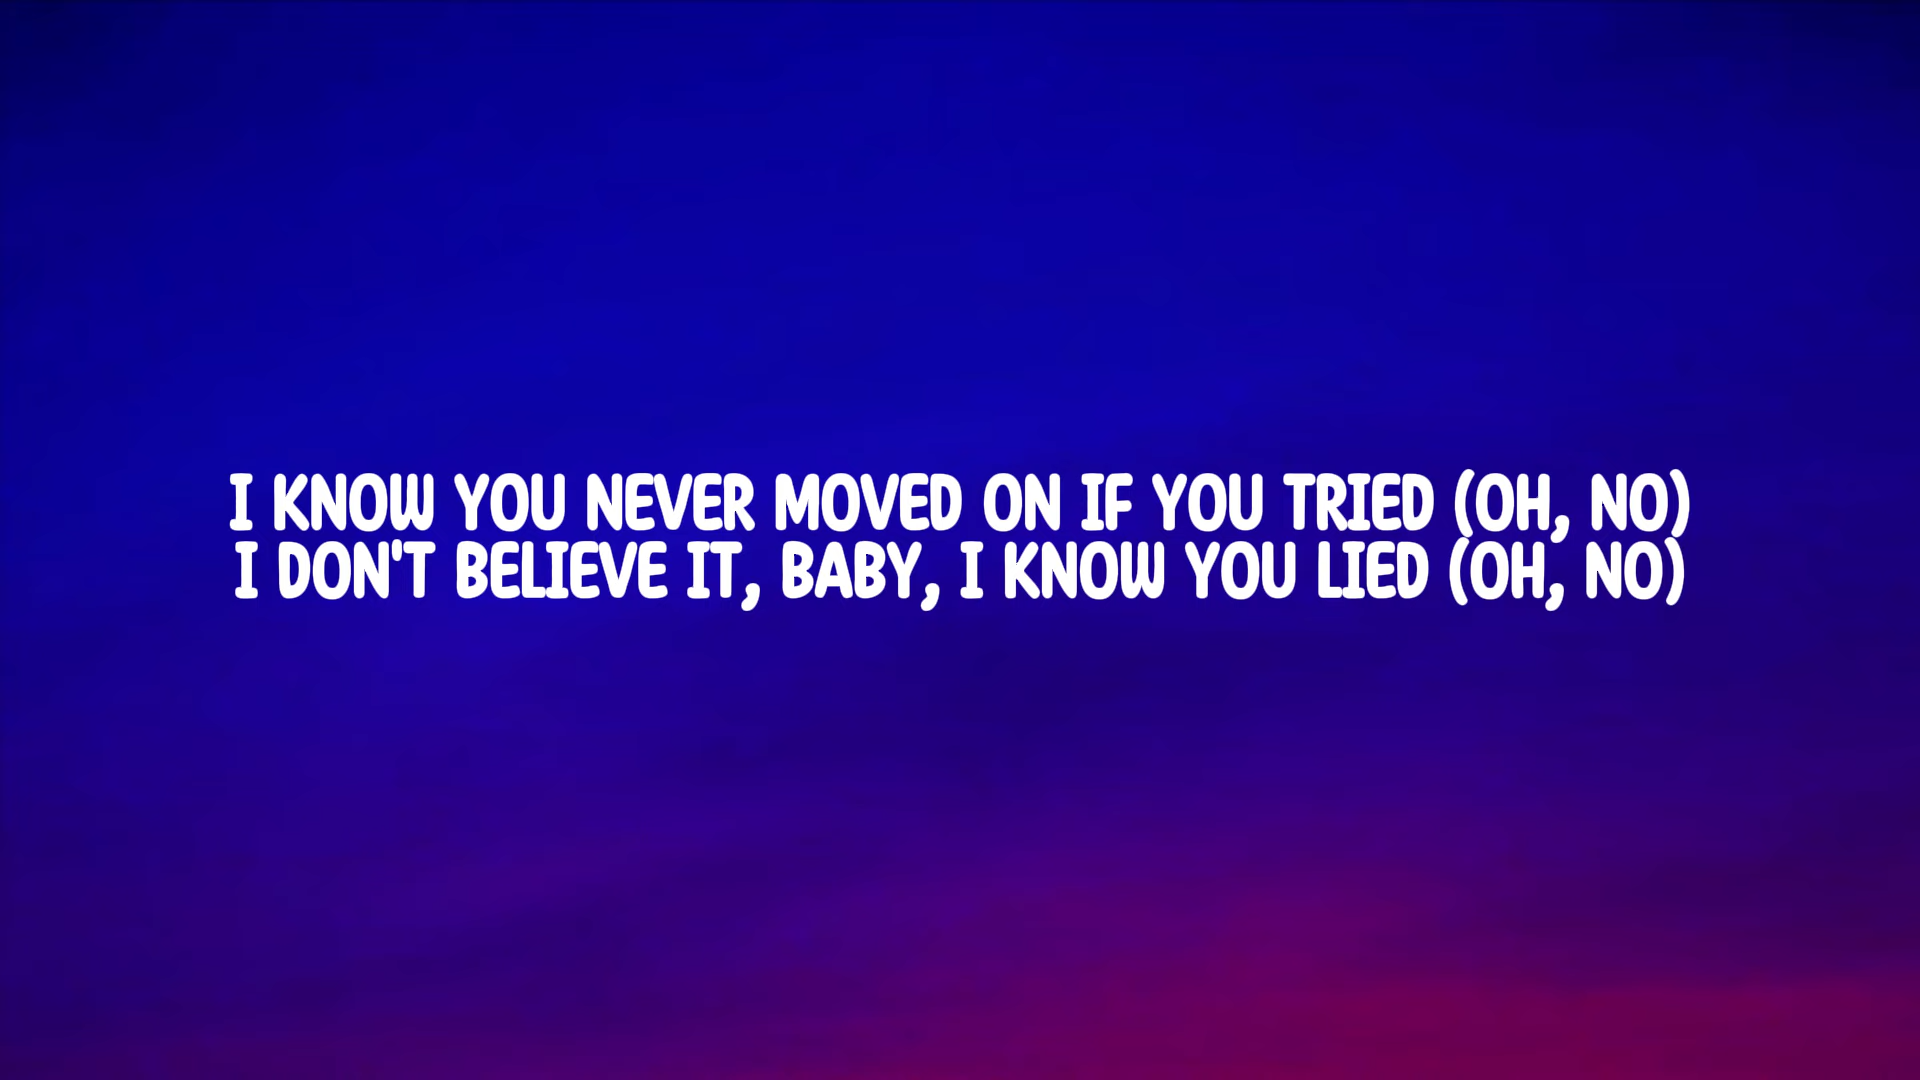 I KNOW YOU NEVER MOVED ON IF YOU TRIED (OH, NO)
I DON'T BELIEVE IT, BABY, I KNOW YOU LIED (OH, NO)